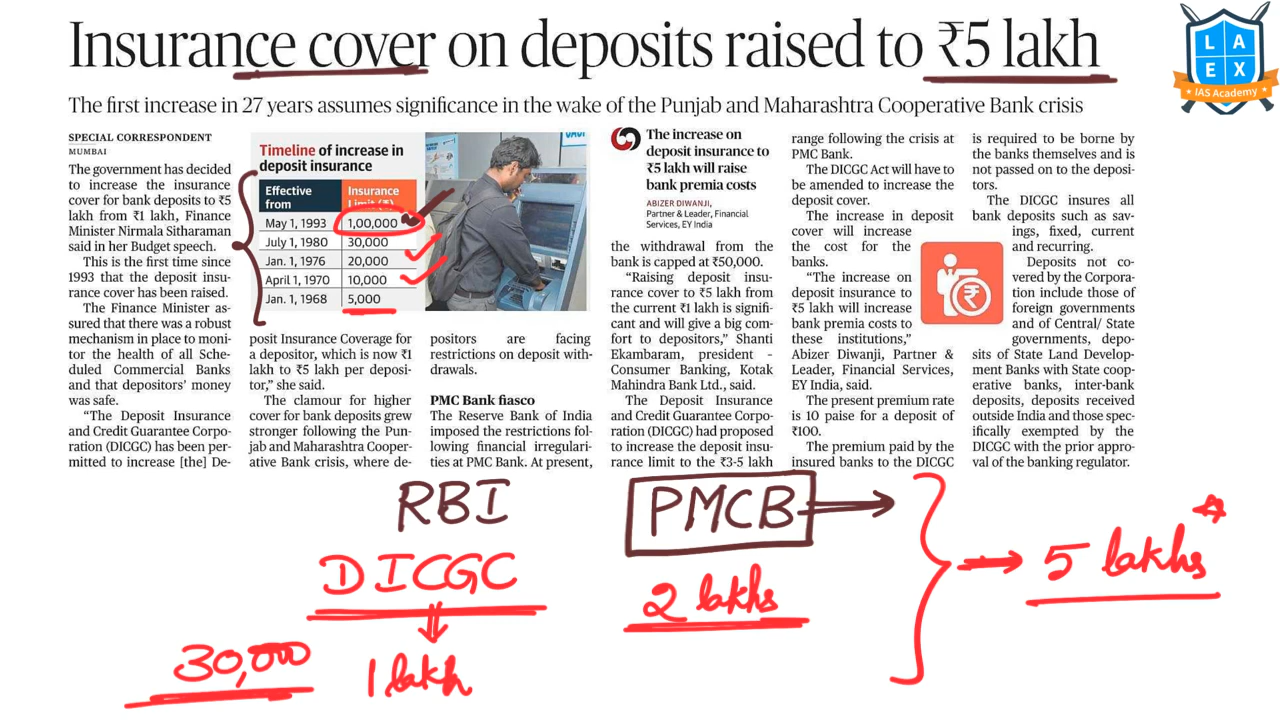 Insurance cover on deposits raised to ₹5 lakh
The first increase in 27 years assumes significance in the wake of the Punjab and Maharashtra Cooperative Bank crisis
L A
E X
IAS Academy
SPECIAL CORRESPONDENT
MUMBAI
The government has decided
to increase the insurance
cover for bank deposits to ₹5
lakh from ₹1 lakh, Finance
Minister Nirmala Sitharaman
said in her Budget speech.
This is the first time since
1993 that the deposit insu-
rance cover has been raised.
The Finance Minister as-
sured that there was a robust
mechanism in place to moni-
tor the health of all Sche-
duled Commercial Banks
and that depositors' money
was safe.
"The Deposit Insurance
and Credit Guarantee Corpo-
ration (DICGC) has been per-
mitted to increase [the] De-
Timeline of increase in
deposit insurance
Effective from Insurance Limit (₹)
May 1, 1993 1,00,000
July 1, 1980 30,000
Jan. 1, 1976 20,000
April 1, 1970 10,000
Jan. 1, 1968 5,000
posit Insurance Coverage for
a depositor, which is now ₹1
lakh to ₹5 lakh per deposi-
tor," she said.
The clamour for higher
cover for bank deposits grew
stronger following the Pun-
jab and Maharashtra Cooper-
ative Bank crisis, where de-
positors are facing
restrictions on deposit with-
drawals.
PMC Bank fiasco
The Reserve Bank of India
imposed the restrictions fol-
lowing financial irregulari-
ties at PMC Bank. At present,
The increase on
deposit insurance to
₹5 lakh will raise
bank premia costs
ABIZER DIWANJI,
Partner & Leader, Financial
Services, EY India
the withdrawal from the
bank is capped at ₹50,000.
"Raising deposit insu-
rance cover to ₹5 lakh from
the current ₹1 lakh is signifi-
cant and will give a big com-
fort to depositors," Shanti
Ekambaram, president –
Consumer Banking, Kotak
Mahindra Bank Ltd., said.
The Deposit Insurance
and Credit Guarantee Corpo-
ration (DICGC) had proposed
to increase the deposit insu-
rance limit to the ₹3-5 lakh
range following the crisis at
PMC Bank.
The DICGC Act will have to
be amended to increase the
deposit cover.
The increase in deposit
cover will increase
the cost for the
banks.
"The increase on
deposit insurance to
₹5 lakh will increase
bank premia costs to
these institutions,"
Abizer Diwanji, Partner &
Leader, Financial Services,
EY India, said.
The present premium rate
is 10 paise for a deposit of
₹100.
The premium paid by the
insured banks to the DICGC
is required to be borne by
the banks themselves and is
not passed on to the deposi-
tors.
The DICGC insures all
bank deposits such as sav-
ings, fixed, current
and recurring.
Deposits not co-
vered by the Corpora-
tion include those of
foreign governments
and of Central/ State
governments, depo-
sits of State Land Develop-
ment Banks with State coop-
erative banks, inter-bank
deposits, deposits received
outside India and those spec-
ifically exempted by the
DICGC with the prior appro-
val of the banking regulator.
RBI
DICGC
1 lakh
30,000
PMCB
2 lakhs
5 lakhs